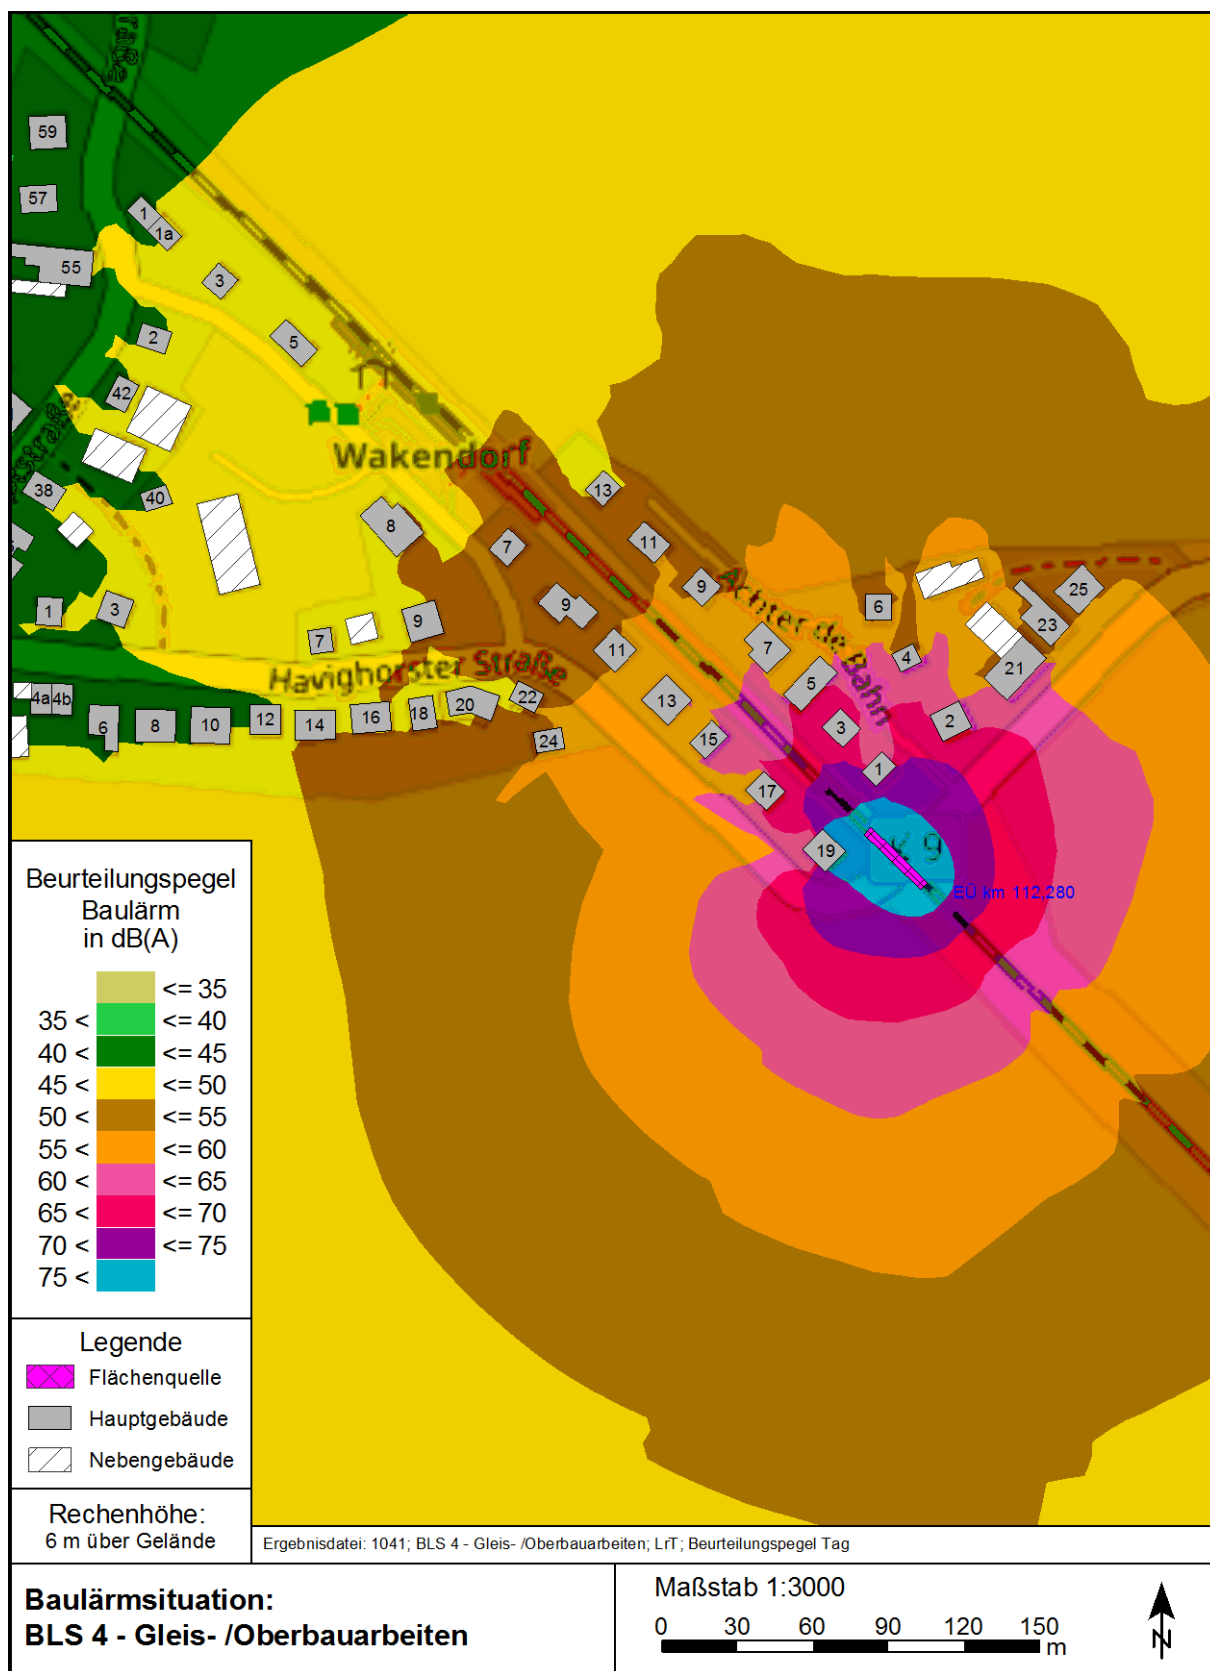 59
57
1
1a
55
3
2
5
42
Wakendorf
38
40
8
13
7
11
9
9
Achter de Bahn
25
6
23
1
3
7
9
11
7
4
21
Havighorster Straße
5
4a
4b
6
8
10
12
14
16
18
20
22
13
3
2
24
15
1
17
19
EÜ km 112,280
Beurteilungspegel
Baulärm
in dB(A)
<= 35
35 < <= 40
40 < <= 45
45 < <= 50
50 < <= 55
55 < <= 60
60 < <= 65
65 < <= 70
70 < <= 75
75 <
Legende
Flächenquelle
Hauptgebäude
Nebengebäude
Rechenhöhe:
6 m über Gelände
Ergebnisdatei: 1041; BLS 4 - Gleis- /Oberbauarbeiten; LrT; Beurteilungspegel Tag
Baulärmsituation:
BLS 4 - Gleis- /Oberbauarbeiten
Maßstab 1:3000
0 30 60 90 120 150
m
N